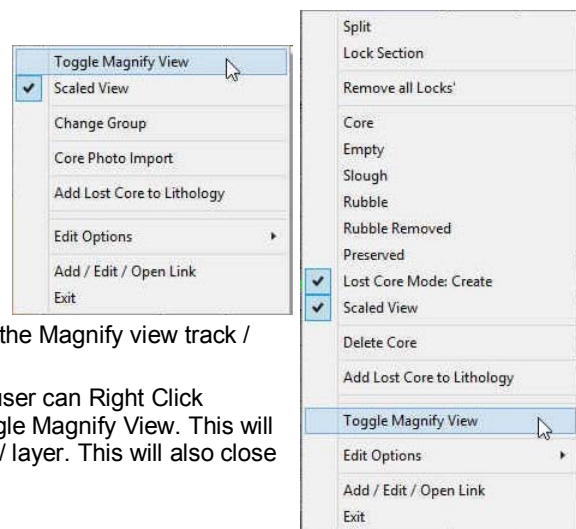 Toggle Magnify View
Scaled View
Change Group
Core Photo Import
Add Lost Core to Lithology
Edit Options
Add / Edit / Open Link
Exit
the Magnify view track /
user can Right Click
gle Magnify View. This will
/ layer. This will also close
Split
Lock Section
Remove all Locks'
Core
Empty
Slough
Rubble
Rubble Removed
Preserved
Lost Core Mode: Create
Scaled View
Delete Core
Add Lost Core to Lithology
Toggle Magnify View
Edit Options
Add / Edit / Open Link
Exit